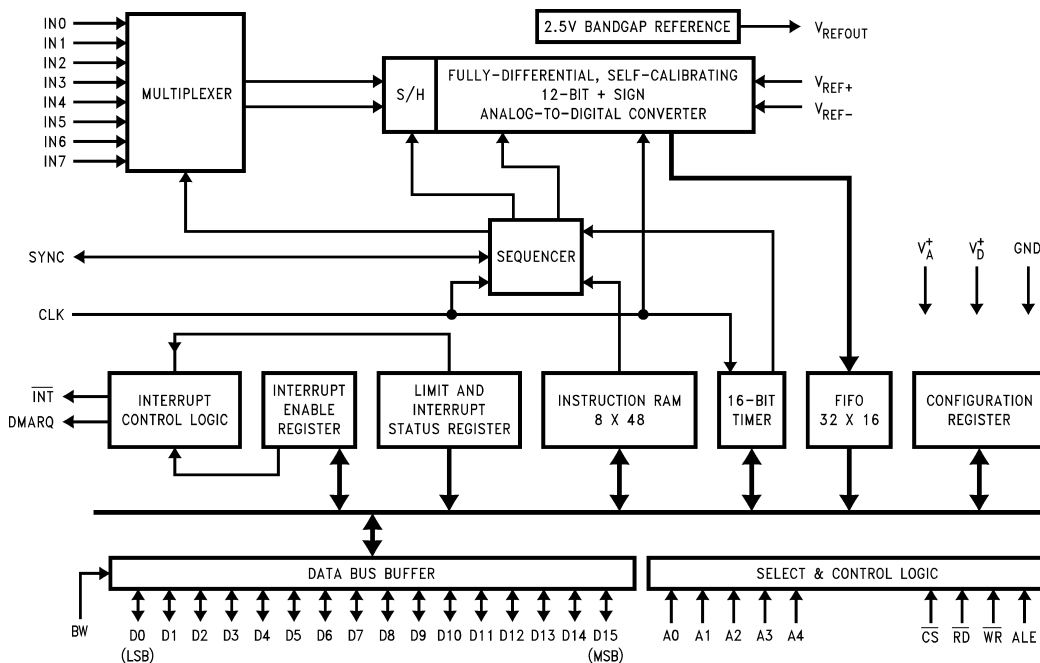 IN0
IN1
IN2
IN3
IN4
IN5
IN6
IN7
MULTIPLEXER
2.5V BANDGAP REFERENCE
VREFOUT
S/H
FULLY-DIFFERENTIAL, SELF-CALIBRATING
12-BIT + SIGN
ANALOG-TO-DIGITAL CONVERTER
VREF+
VREF-
SYNC
SEQUENCER
CLK
VA+
VD+
GND
INT
DMARQ
INTERRUPT
CONTROL LOGIC
INTERRUPT
ENABLE
REGISTER
LIMIT AND
INTERRUPT
STATUS REGISTER
INSTRUCTION RAM
8 X 48
16-BIT
TIMER
FIFO
32 X 16
CONFIGURATION
REGISTER
DATA BUS BUFFER
SELECT & CONTROL LOGIC
BW
D0 D1 D2 D3 D4 D5 D6 D7 D8 D9 D10 D11 D12 D13 D14 D15
(LSB) (MSB)
A0 A1 A2 A3 A4
CS RD WR ALE